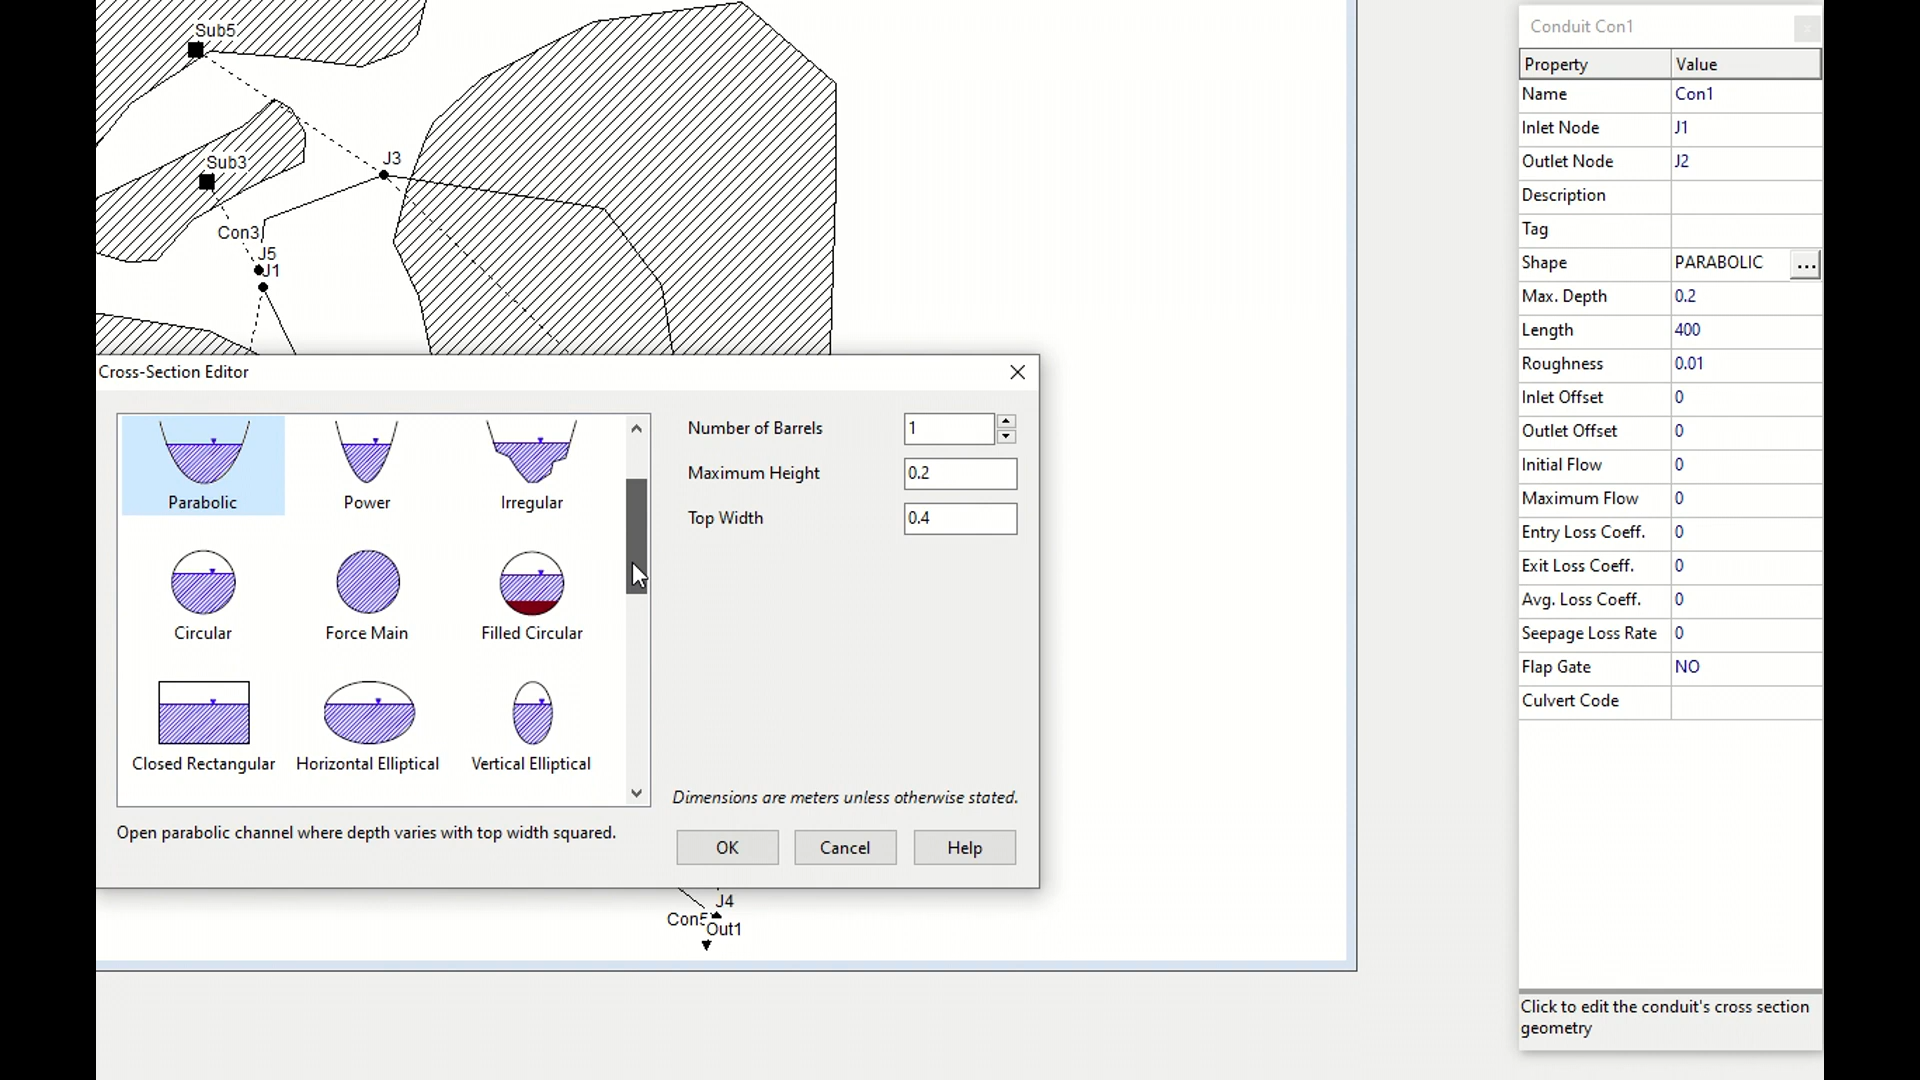 Sub5
Sub3
J3
Con3
J5
J1
Cross-Section Editor
Parabolic
Power
Irregular
Circular
Force Main
Filled Circular
Closed Rectangular
Horizontal Elliptical
Vertical Elliptical
Open parabolic channel where depth varies with top width squared.
Number of Barrels 1
Maximum Height 0.2
Top Width 0.4
Dimensions are meters unless otherwise stated.
OK
Cancel
Help
J4
Con5
Out1
Conduit Con1
Property Value
Name Con1
Inlet Node J1
Outlet Node J2
Description
Tag
Shape PARABOLIC ...
Max. Depth 0.2
Length 400
Roughness 0.01
Inlet Offset 0
Outlet Offset 0
Initial Flow 0
Maximum Flow 0
Entry Loss Coeff. 0
Exit Loss Coeff. 0
Avg. Loss Coeff. 0
Seepage Loss Rate 0
Flap Gate NO
Culvert Code
Click to edit the conduit's cross section
geometry